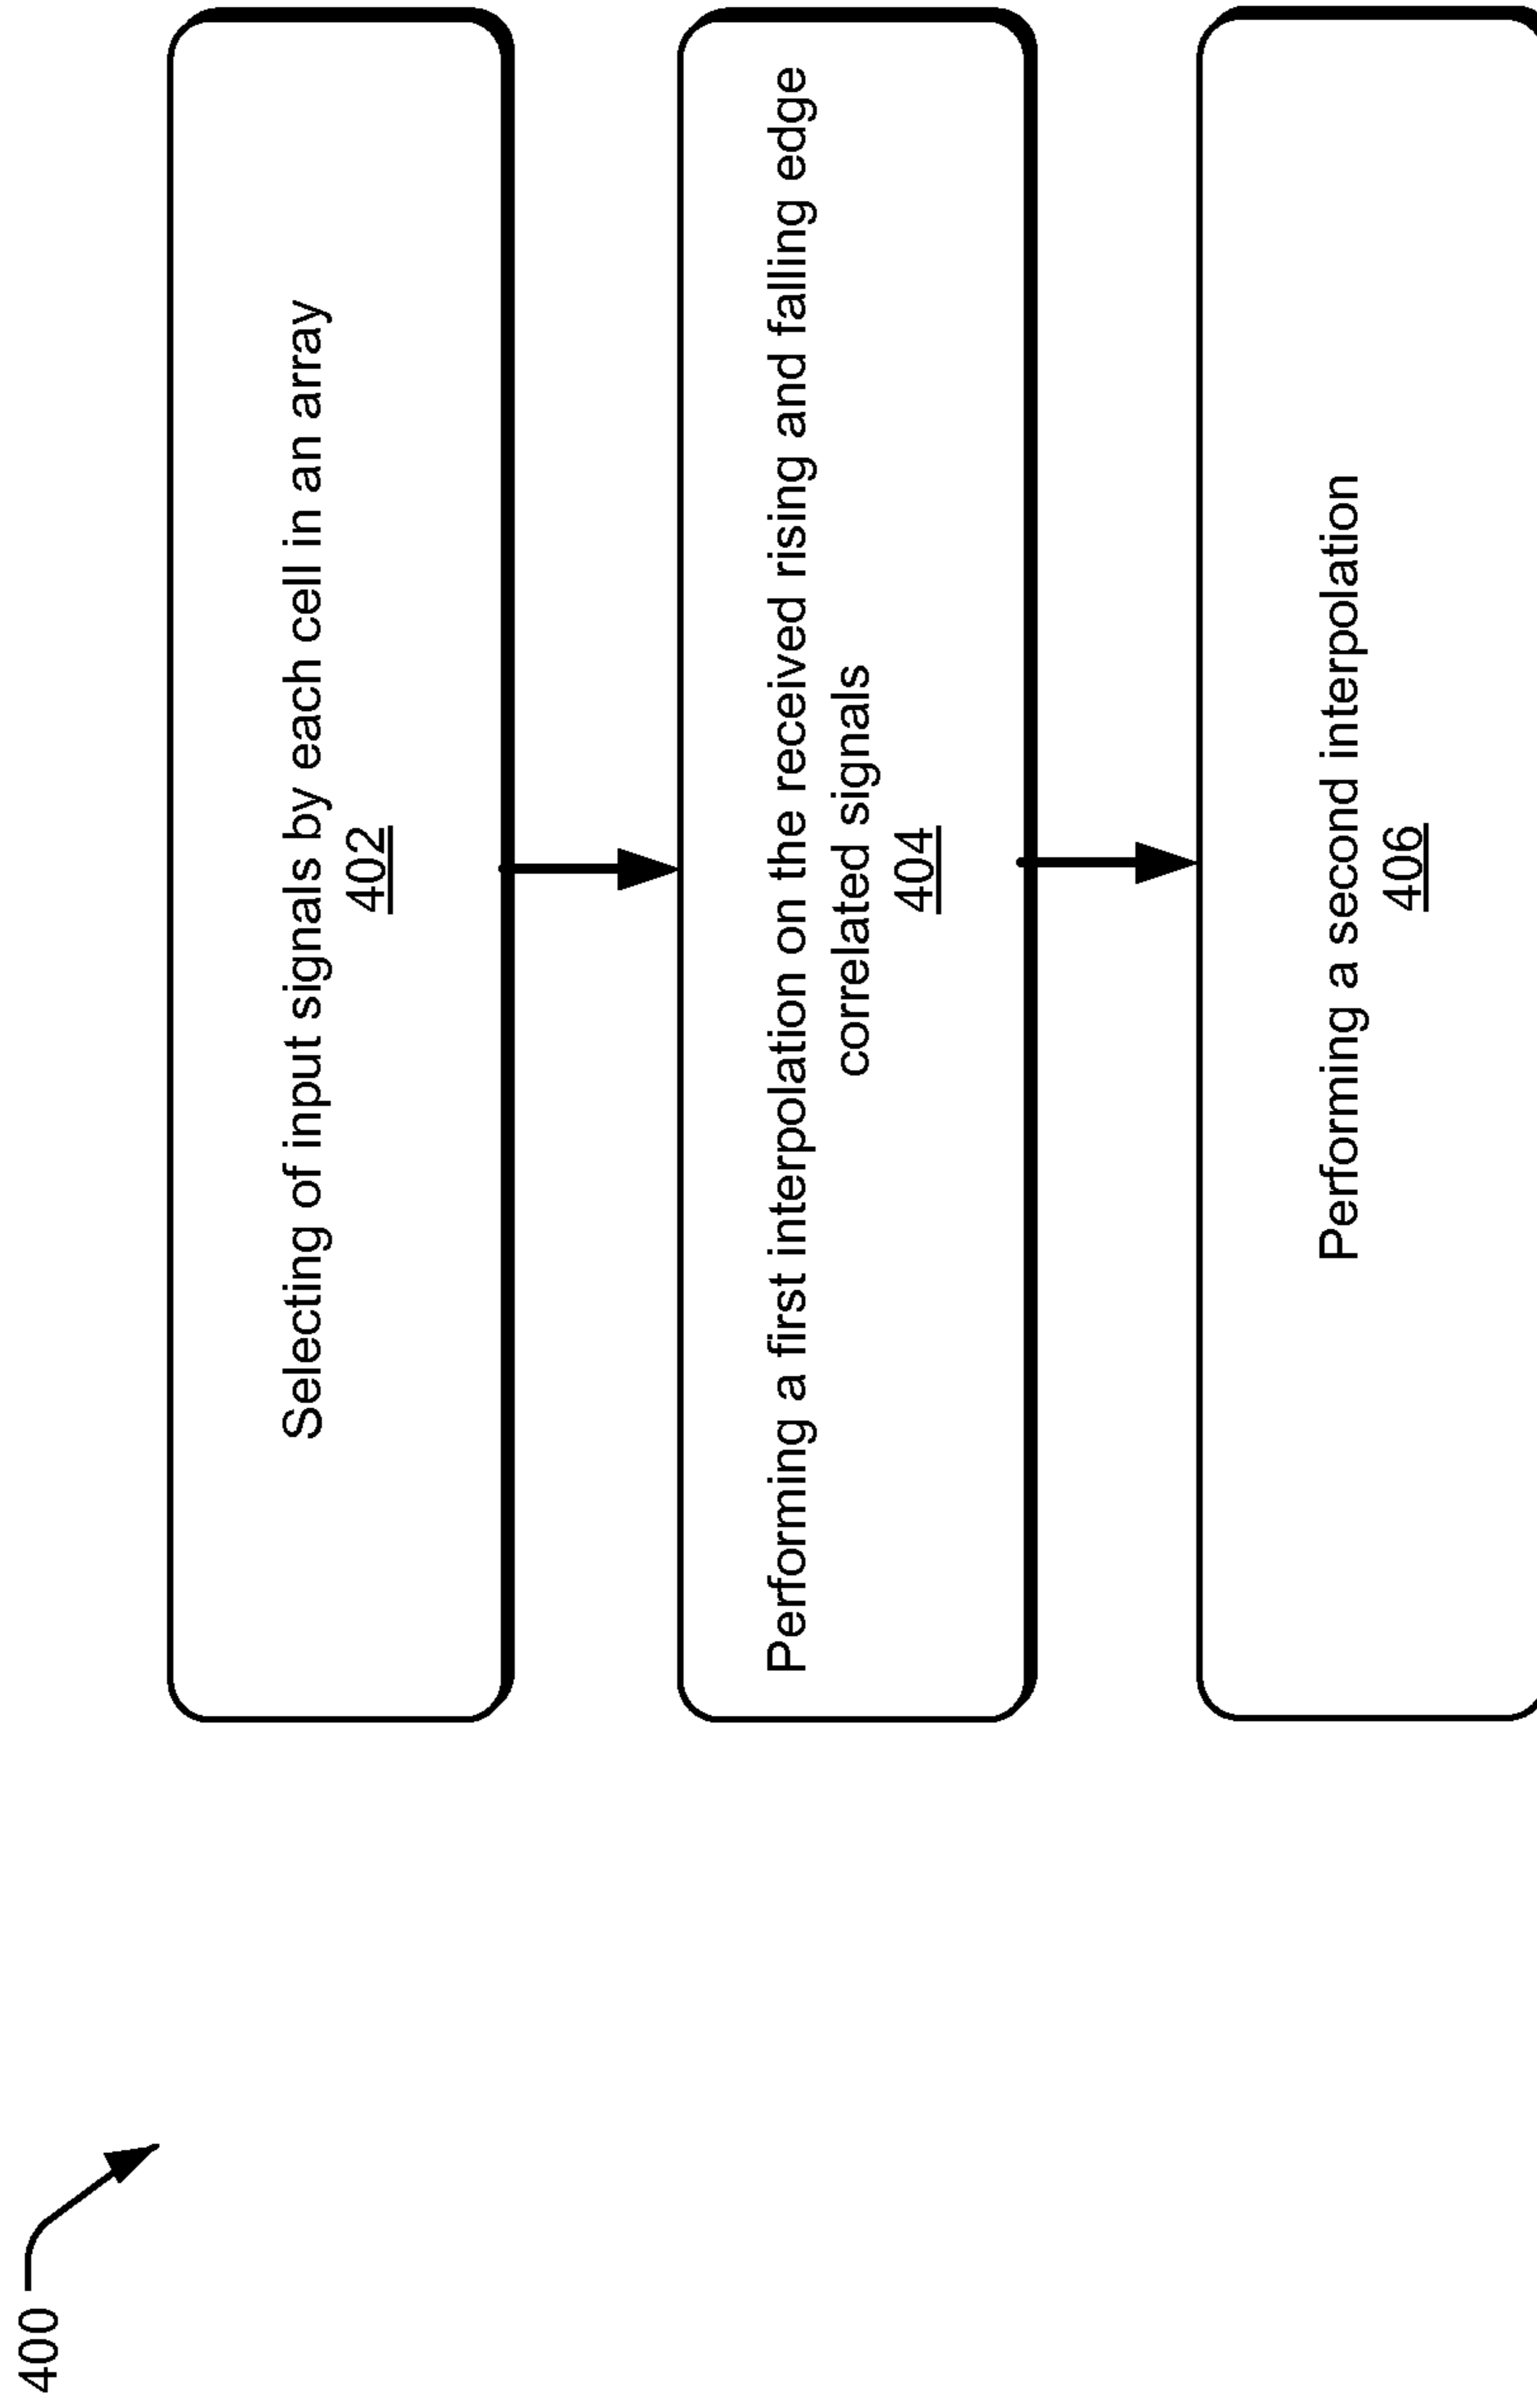 400
Selecting of input signals by each cell in an array
402
Performing a first interpolation on the received rising and falling edge
correlated signals
404
Performing a second interpolation
406